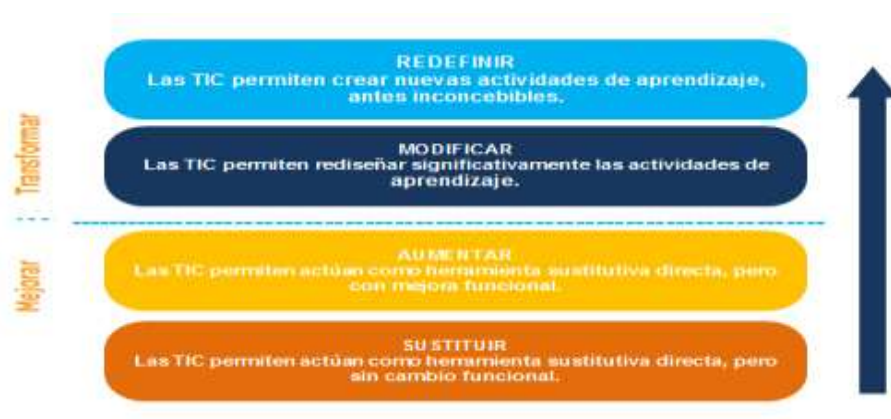 REDEFINIR
Las TIC permiten crear nuevas actividades de aprendizaje,
antes inconcebibles.
Transformar
MODIFICAR
Las TIC permiten rediseñar significativamente las actividades de
aprendizaje.
AUMENTAR
Las TIC permiten actúan como herramienta sustitutiva directa, pero
con mejora funcional.
Mejorar
SUSTITUIR
Las TIC permiten actúan como herramienta sustitutiva directa, pero
sin cambio funcional.